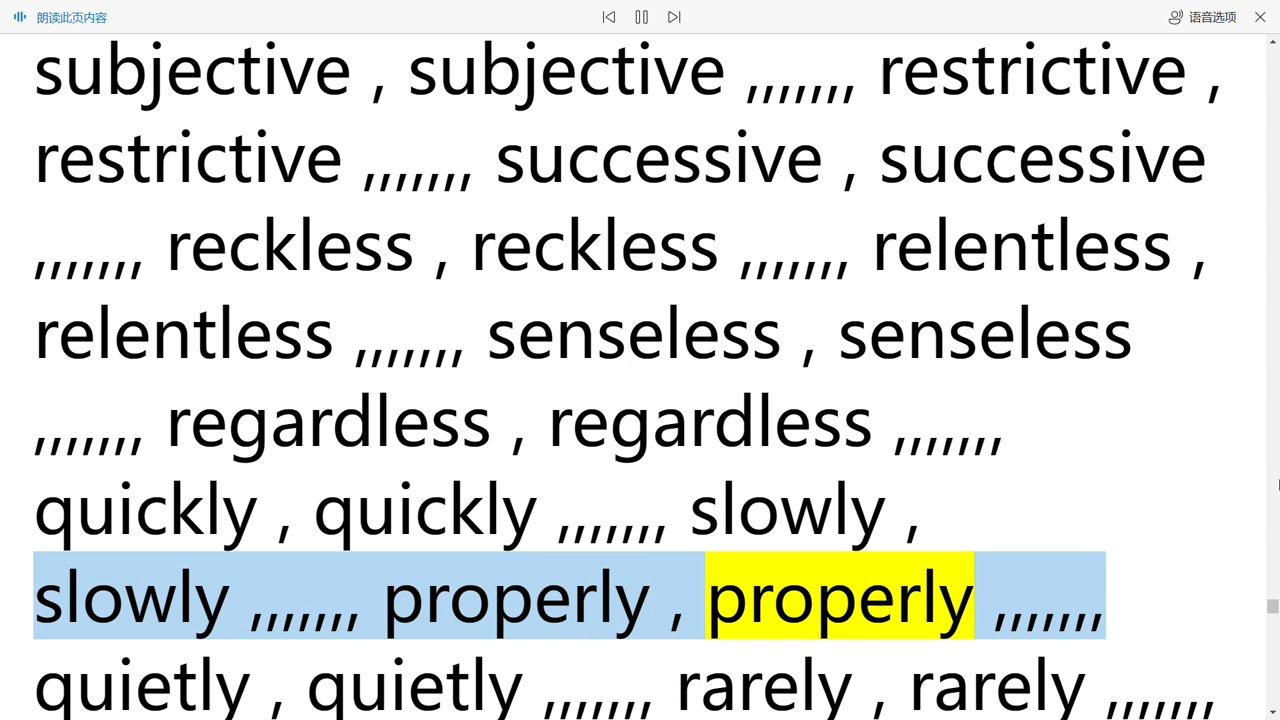 朗读此页内容
语音选项
subjective , subjective ,,,,,,, restrictive ,
restrictive ,,,,,,, successive , successive
,,,,,,, reckless , reckless ,,,,,,, relentless ,
relentless ,,,,,,, senseless , senseless
,,,,,,, regardless , regardless ,,,,,,,
quickly , quickly ,,,,,,, slowly ,
slowly ,,,,,,, properly , properly ,,,,,,,
quietly , quietly ,,,,,,, rarely , rarely ,,,,,,,